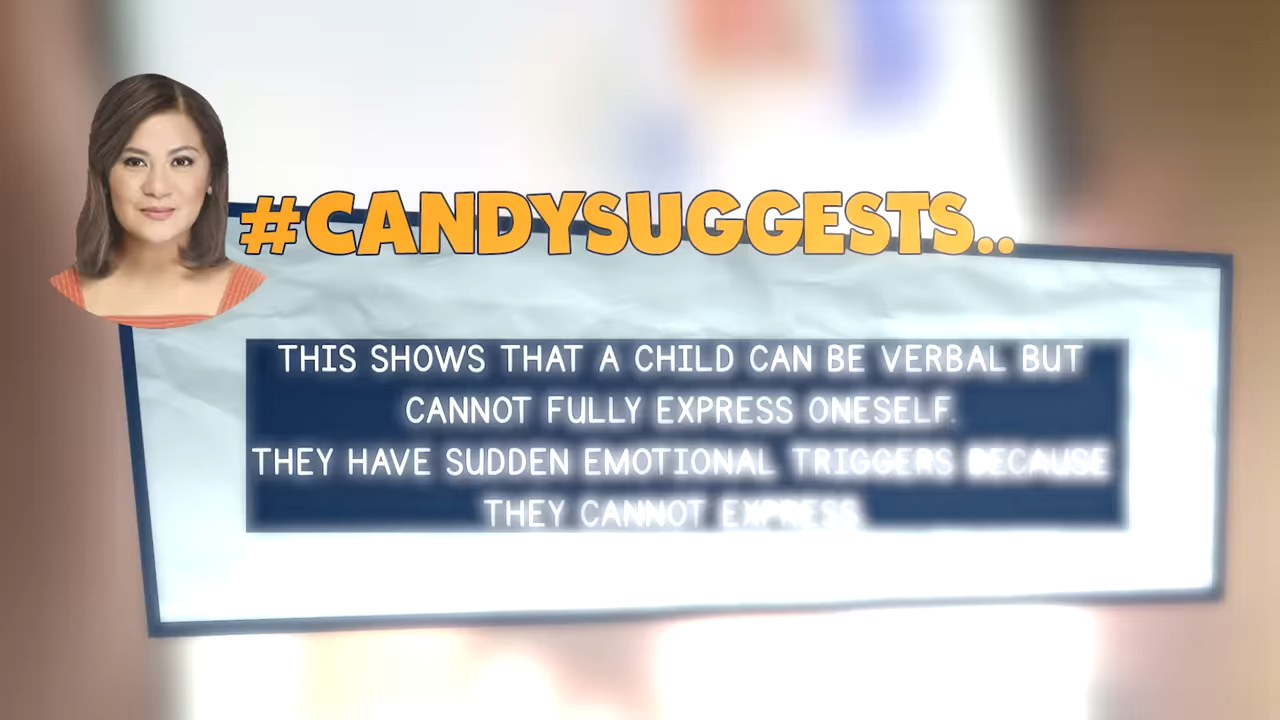 #CANDYSUGGESTS..
THIS SHOWS THAT A CHILD CAN BE VERBAL BUT
CANNOT FULLY EXPRESS ONESELF.
THEY HAVE SUDDEN EMOTIONAL TRIGGERS BECAUSE
THEY CANNOT EXPRESS